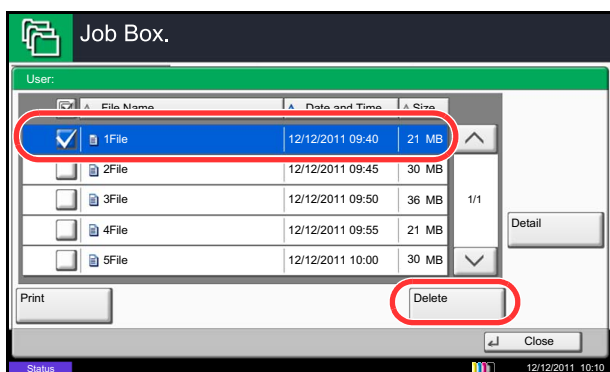 Job Box.
User:
File Name Date and Time Size
1File 12/12/2011 09:40 21 MB
2File 12/12/2011 09:45 30 MB
3File 12/12/2011 09:50 36 MB 1/1
4File 12/12/2011 09:55 21 MB
Detail
5File 12/12/2011 10:00 30 MB
Print Delete
Close
Status 12/12/2011 10:10